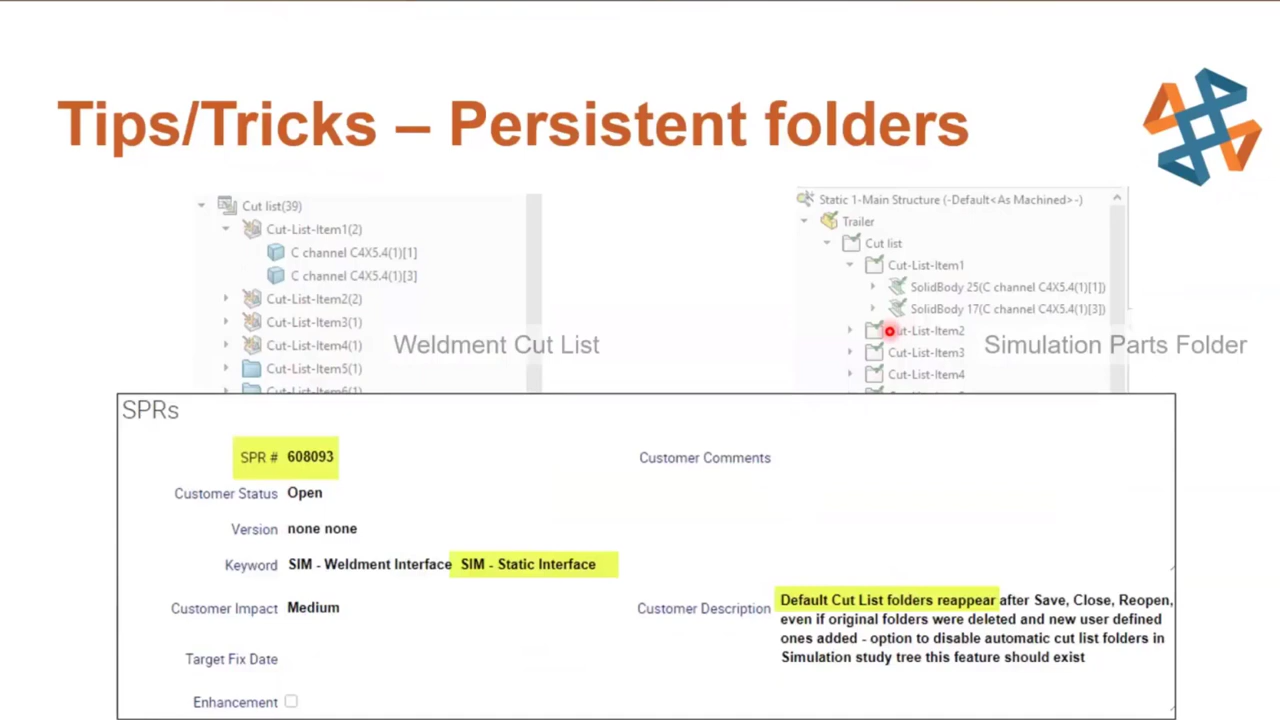 Tips/Tricks – Persistent folders
Cut list(39)
Cut-List-Item1(2)
C channel C4X5.4(1)[1]
C channel C4X5.4(1)[3]
Cut-List-Item2(2)
Cut-List-Item3(1)
Cut-List-Item4(1)
Cut-List-Item5(1)
Cut-List-Item6(1)
Weldment Cut List
Static 1-Main Structure (-Default<As Machined>-)
Trailer
Cut list
Cut-List-Item1
SolidBody 25(C channel C4X5.4(1)[1])
SolidBody 17(C channel C4X5.4(1)[3])
Cut-List-Item2
Cut-List-Item3
Cut-List-Item4
Simulation Parts Folder
SPRs
SPR # 608093
Customer Status Open
Version none none
Keyword SIM - Weldment Interface SIM - Static Interface
Customer Impact Medium
Target Fix Date
Enhancement
Customer Comments
Customer Description Default Cut List folders reappear after Save, Close, Reopen,
even if original folders were deleted and new user defined
ones added - option to disable automatic cut list folders in
Simulation study tree this feature should exist